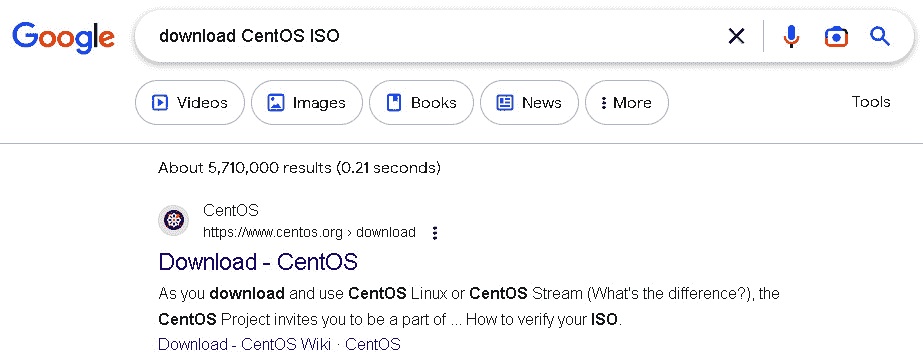 Google
download CentOS ISO
Videos Images Books News More Tools
About 5,710,000 results (0.21 seconds)
CentOS
https://www.centos.org › download
Download - CentOS
As you download and use CentOS Linux or CentOS Stream (What's the difference?), the
CentOS Project invites you to be a part of ... How to verify your ISO.
Download - CentOS Wiki · CentOS